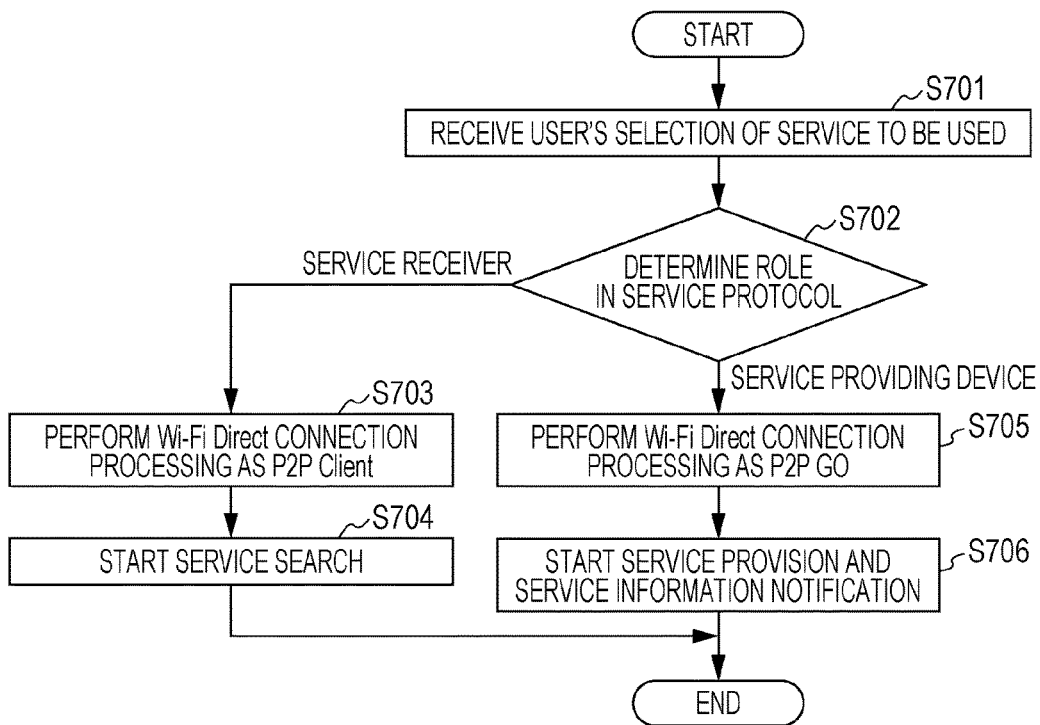 START
S701
RECEIVE USER'S SELECTION OF SERVICE TO BE USED
S702
SERVICE RECEIVER
DETERMINE ROLE
IN SERVICE PROTOCOL
SERVICE PROVIDING DEVICE
S703
PERFORM Wi-Fi Direct CONNECTION
PROCESSING AS P2P Client
S705
PERFORM Wi-Fi Direct CONNECTION
PROCESSING AS P2P GO
S704
START SERVICE SEARCH
S706
START SERVICE PROVISION AND
SERVICE INFORMATION NOTIFICATION
END